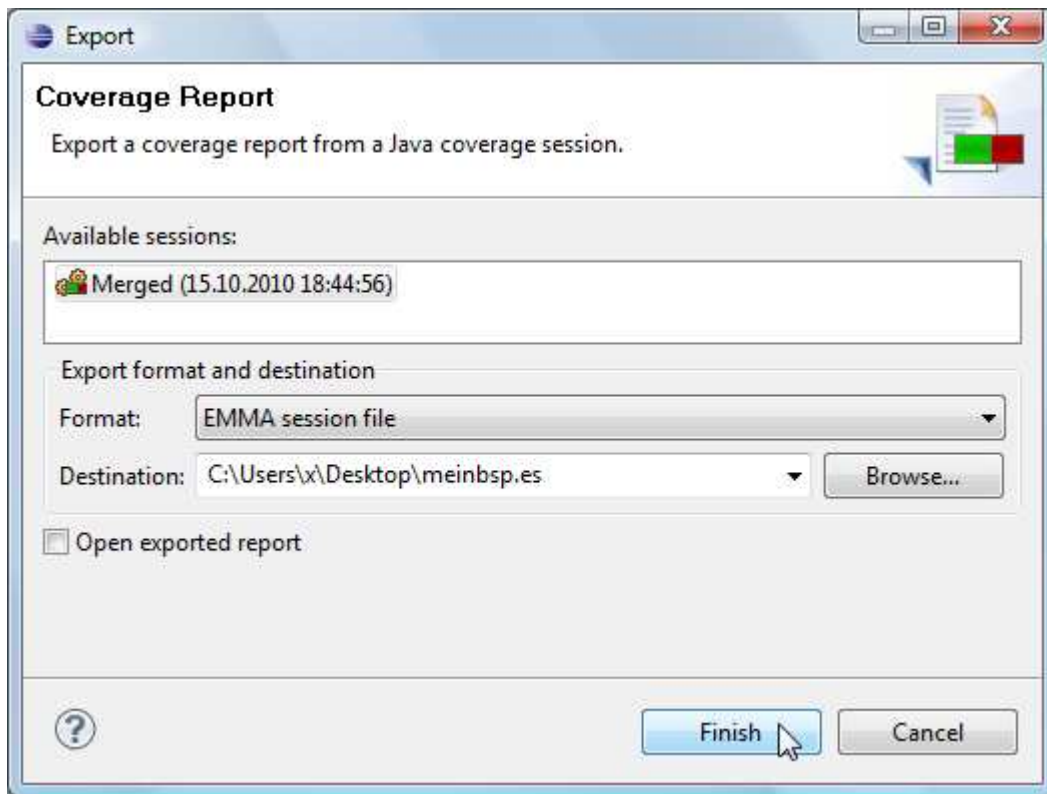 Export
Coverage Report
Export a coverage report from a Java coverage session.
Available sessions:
Merged (15.10.2010 18:44:56)
Export format and destination
Format: EMMA session file
Destination: C:\Users\x\Desktop\meinbsp.es Browse...
Open exported report
? Finish Cancel